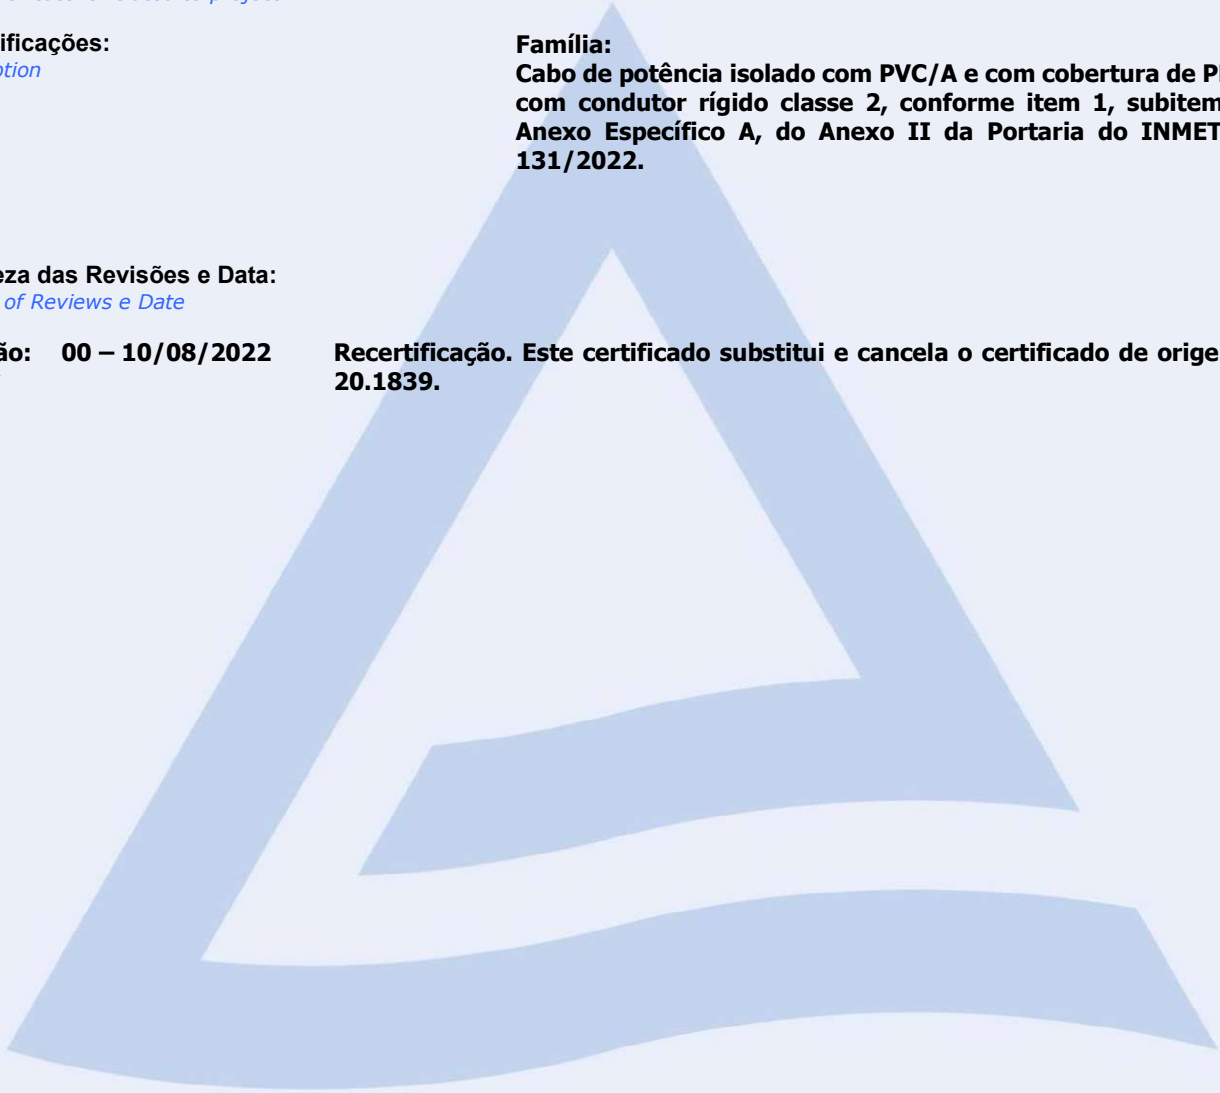 ificações:
Família:
ption
Cabo de potência isolado com PVC/A e com cobertura de
com condutor rígido classe 2, conforme item 1, subitem
Anexo Específico A, do Anexo II da Portaria do INMET
131/2022.
eza das Revisões e Data:
of Reviews e Date
ão: 00 – 10/08/2022 Recertificação. Este certificado substitui e cancela o certificado de orige
20.1839.